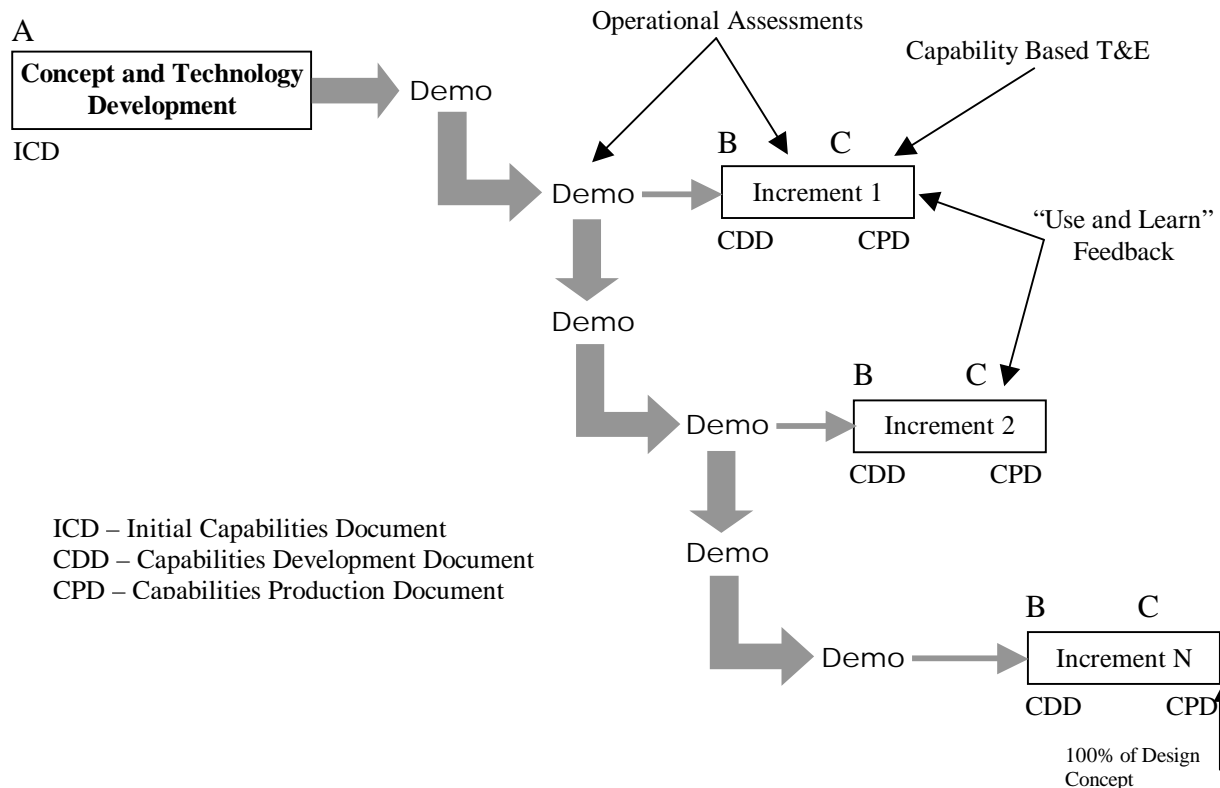 A
Concept and Technology
Development
ICD
Demo
Operational Assessments
Capability Based T&E
Demo
B
C
Increment 1
CDD
CPD
“Use and Learn”
Feedback
Demo
Demo
B
C
Increment 2
CDD
CPD
ICD – Initial Capabilities Document
CDD – Capabilities Development Document
CPD – Capabilities Production Document
Demo
Demo
B
C
Increment N
CDD
CPD
100% of Design
Concept